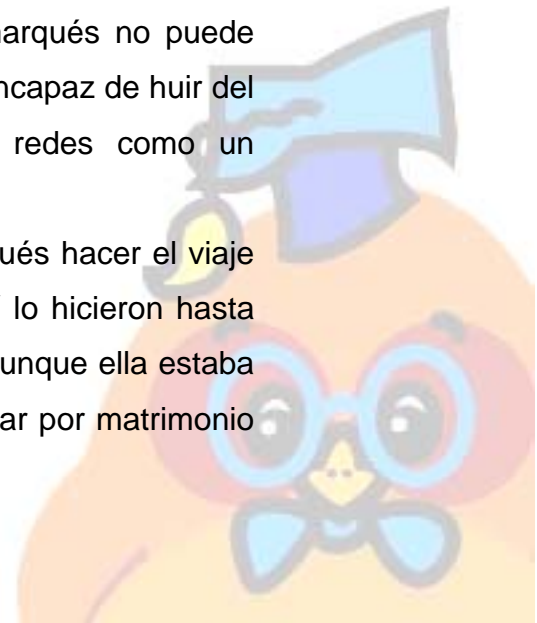 arqués no puede
ncapaz de huir del
redes como un
ués hacer el viaje
lo hicieron hasta
unque ella estaba
ar por matrimonio